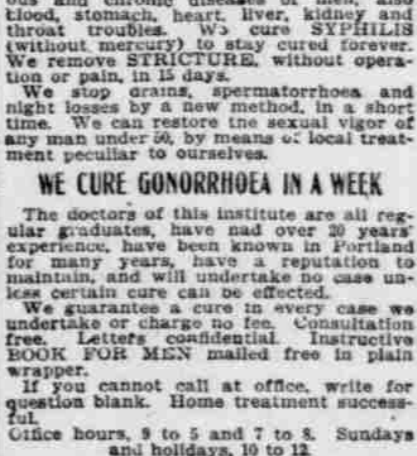 ous and chronic diseases of men, also
blood, stomach, heart, liver, kidney and
throat troubles. We cure SYPHILIS
(without mercury) to stay cured forever.
We remove STRICTURE, without opera-
tion or pain, in 15 days.
We stop drains, spermatorrhoea and
night losses by a new method, in a short
time. We can restore the sexual vigor of
any man under 50, by means of local treat-
ment peculiar to ourselves.
WE CURE GONORRHOEA IN A WEEK
The doctors of this institute are all reg-
ular graduates, have had over 20 years'
experience, have been known in Portland
for many years, have a reputation to
maintain, and will undertake no case un-
less certain cure can be effected.
We guarantee a cure in every case we
undertake or charge no fee. Consultation
free. Letters confidential. Instructive
BOOK FOR MEN mailed free in plain
wrapper.
If you cannot call at office, write for
question blank. Home treatment success-
ful.
Office hours, 9 to 5 and 7 to 8. Sundays
and holidays, 10 to 12.